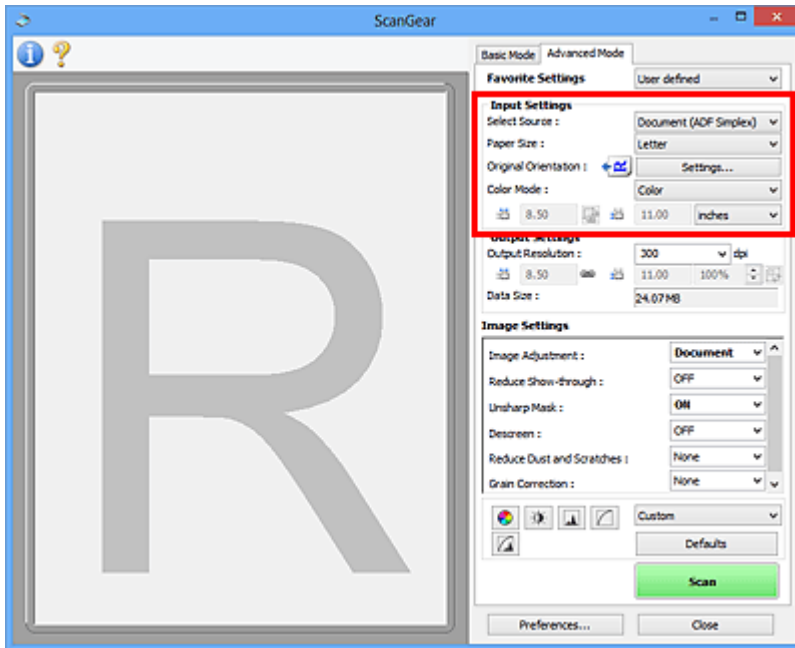 ScanGear
Basic Mode Advanced Mode
Favorite Settings User defined
Input Settings
Select Source : Document (ADF Simplex)
Paper Size : Letter
Original Orientation : R Settings...
Color Mode : Color
8.50 11.00 inches
Output Settings
Output Resolution : 300 dpi
8.50 11.00 100%
Data Size : 24.07 MB
Image Settings
Image Adjustment : Document
Reduce Show-through : OFF
Unsharp Mask : ON
Descreen : OFF
Reduce Dust and Scratches : None
Grain Correction : None
Custom
Defaults
Scan
Preferences... Close
R